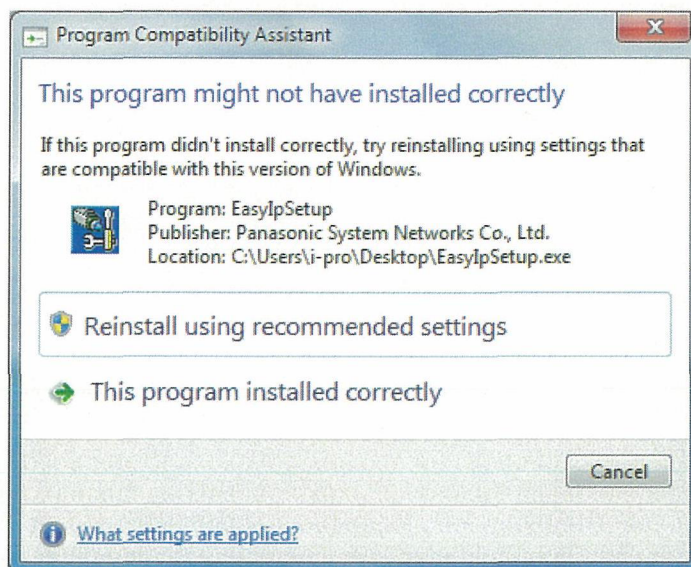 Program Compatibility Assistant
This program might not have installed correctly
If this program didn't install correctly, try reinstalling using settings that
are compatible with this version of Windows.
Program: EasyIpSetup
Publisher: Panasonic System Networks Co., Ltd.
Location: C:\Users\i-pro\Desktop\EasyIpSetup.exe
Reinstall using recommended settings
This program installed correctly
Cancel
What settings are applied?